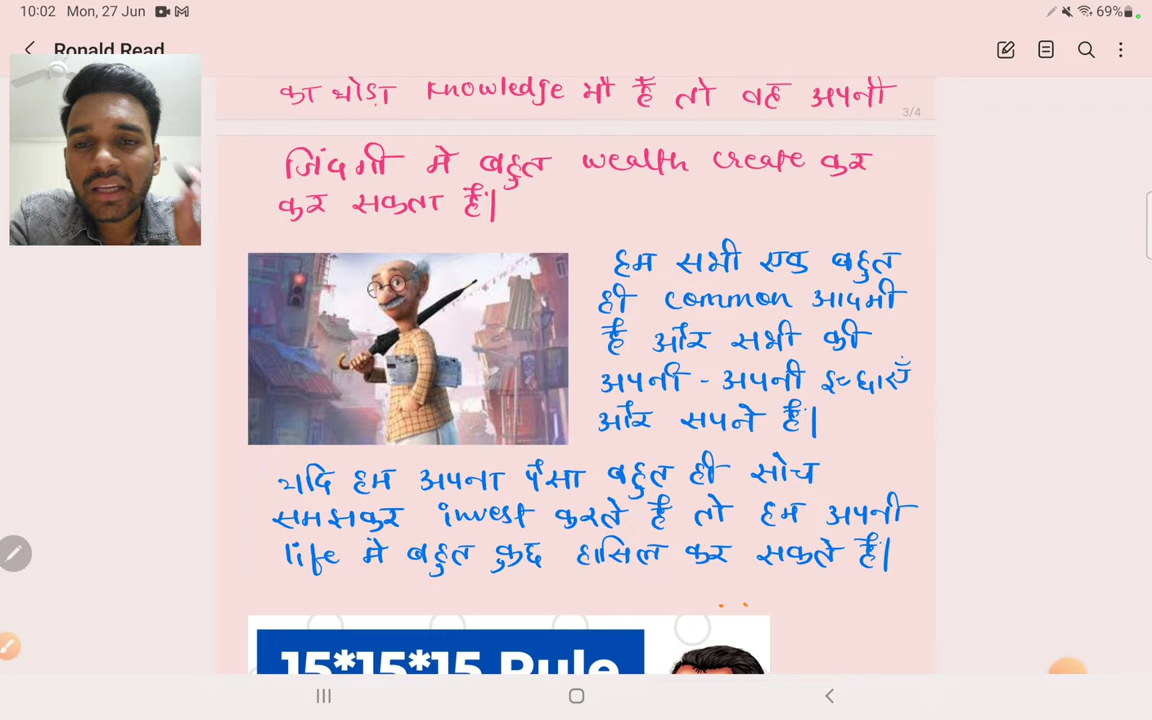 10:02 Mon, 27 Jun
69%
Ronald Read
का थोड़ा Knowledge भी है तो वह अपनी
3/4
जिंदगी मे बहुत wealth create कर
कर सकता है।
हम सभी एक बहुत
ही common आदमी
है और सभी की
अपनी - अपनी इच्छाएँ
और सपने है।
यदि हम अपना पैसा बहुत ही सोच
समझकर invest करते है तो हम अपनी
life मे बहुत कुछ हासिल कर सकते है।
15*15*15 Rule